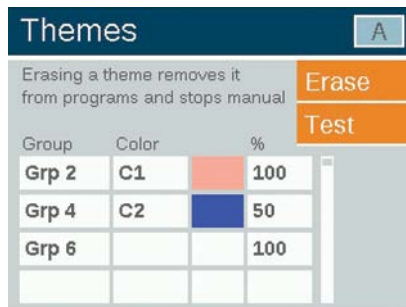 Themes A
Erasing a theme removes it
from programs and stops manual
Erase
Test
Group Color %
Grp 2 C1 100
Grp 4 C2 50
Grp 6 100